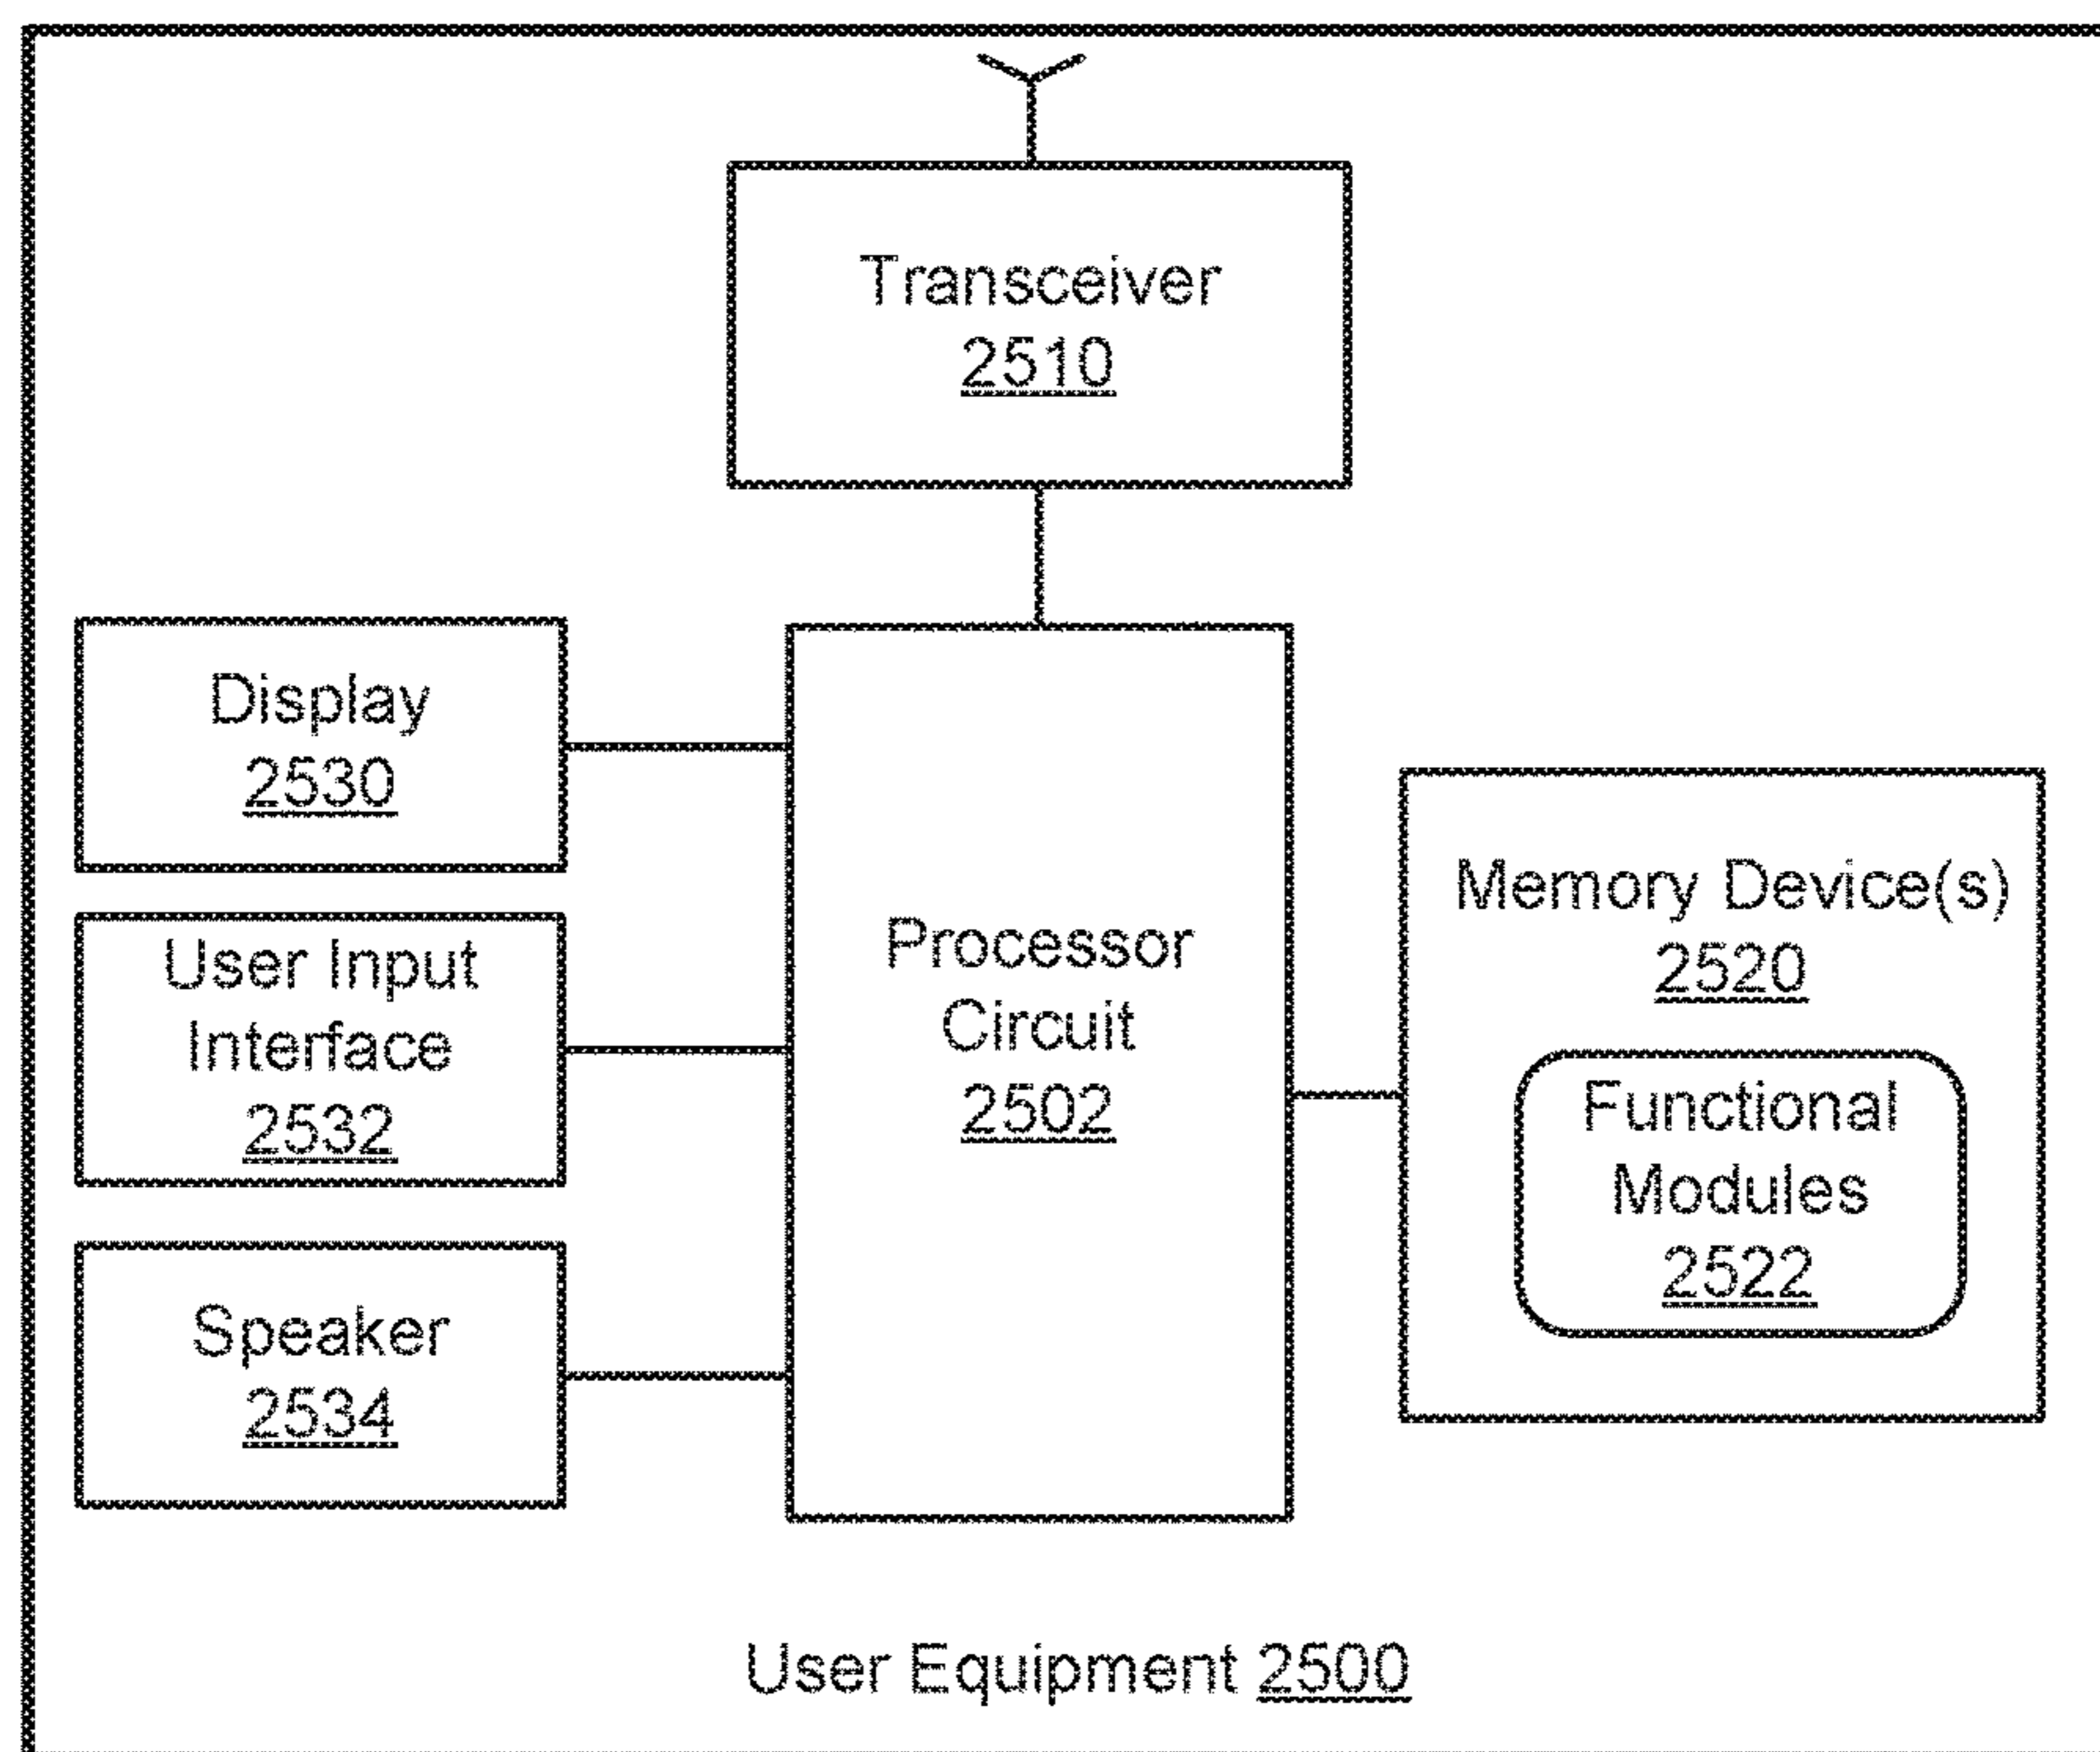 Transceiver
2510
Display
2530
User Input
Interface
2532
Speaker
2534
Processor
Circuit
2502
Memory Device(s)
2520
Functional
Modules
2522
User Equipment 2500